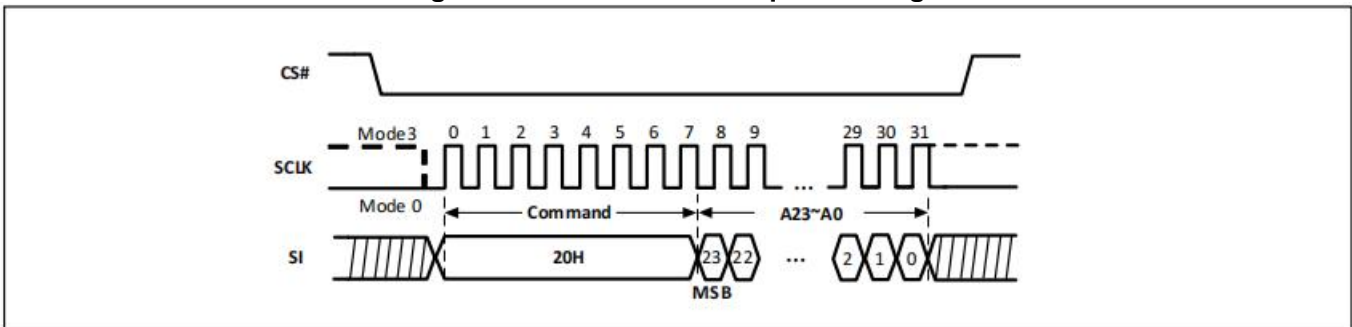 CS#
Mode3 0 1 2 3 4 5 6 7 8 9 29 30 31
SCLK ...
Mode 0 Command A23~A0
SI 20H 23 22 ... 2 1 0
MSB